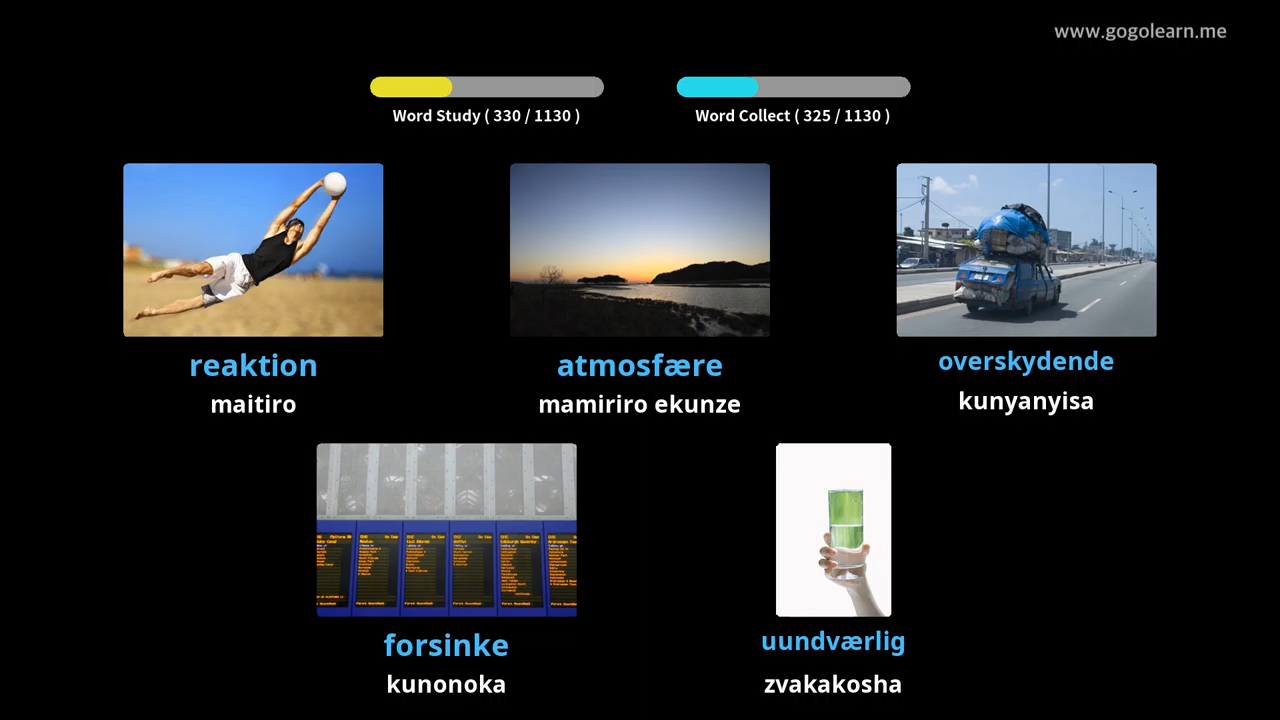 www.gogolearn.me
Word Study ( 330 / 1130 )
Word Collect ( 325 / 1130 )
reaktion
maitiro
atmosfære
mamiriro ekunze
overskydende
kunyanyisa
forsinke
kunonoka
uundværlig
zvakakosha